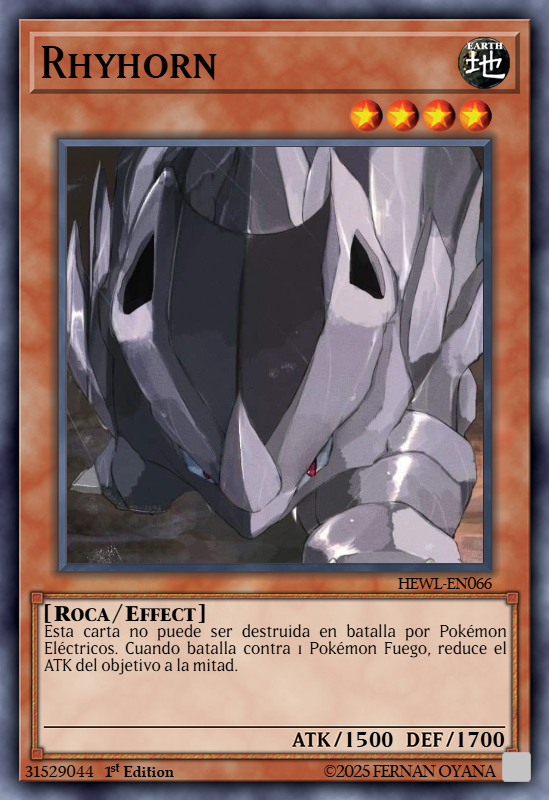 RHYHORN
EARTH
地
HEWL-EN066
[ROCA/EFFECT]
Esta carta no puede ser destruida en batalla por Pokémon
Eléctricos. Cuando batalla contra 1 Pokémon Fuego, reduce el
ATK del objetivo a la mitad.
ATK/1500 DEF/1700
31529044 1st Edition ©2025 FERNAN OYANA